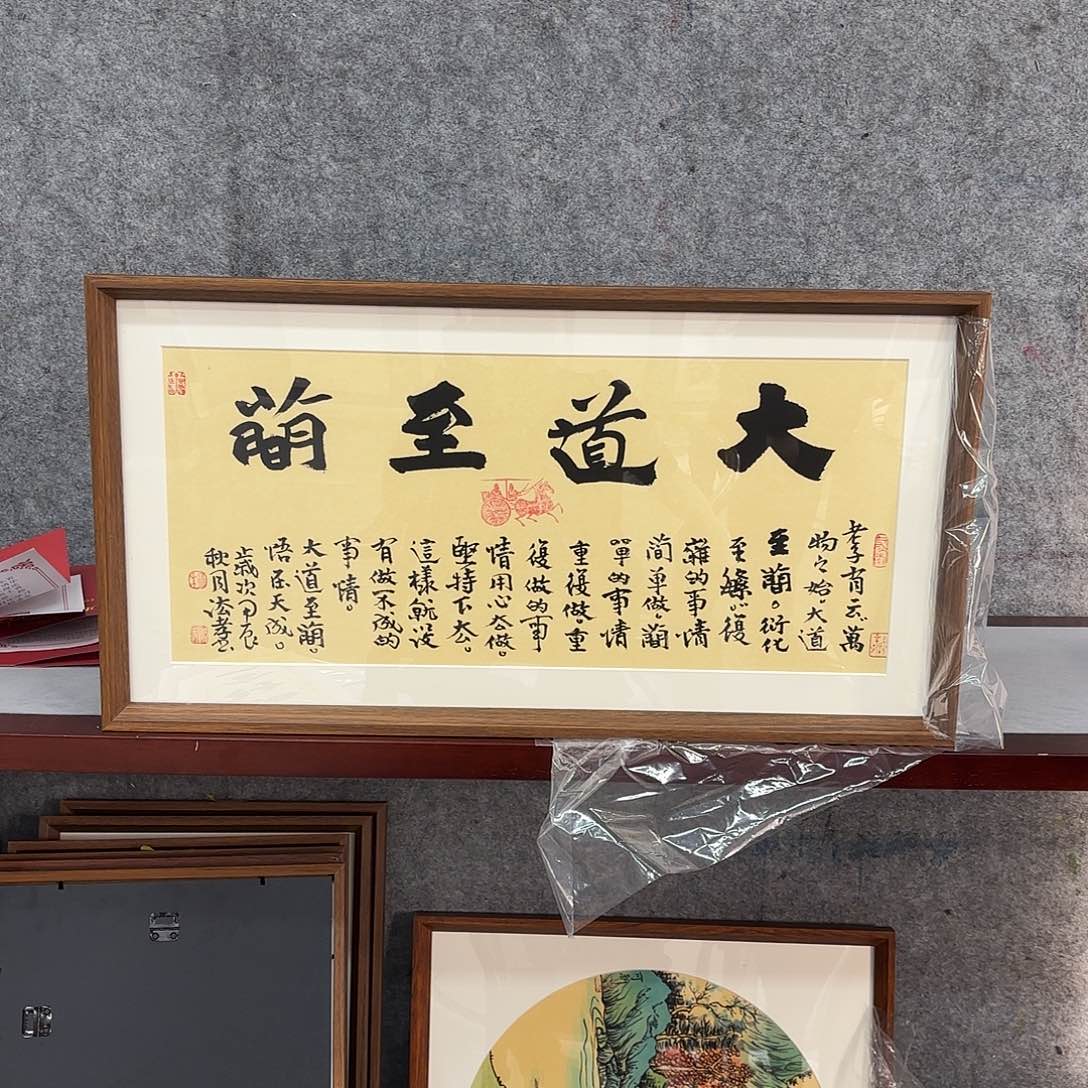 大道至簡
老子有云萬
物之始。大道
至簡。衍化
至繁。復
雜的事情
簡單做。簡
單的事情
重復做。重
復做的事
情用心去做。
堅持下去。
這樣就沒
有做不成的
事情。
大道至簡。
悟在天成。
歲次甲辰
秋月